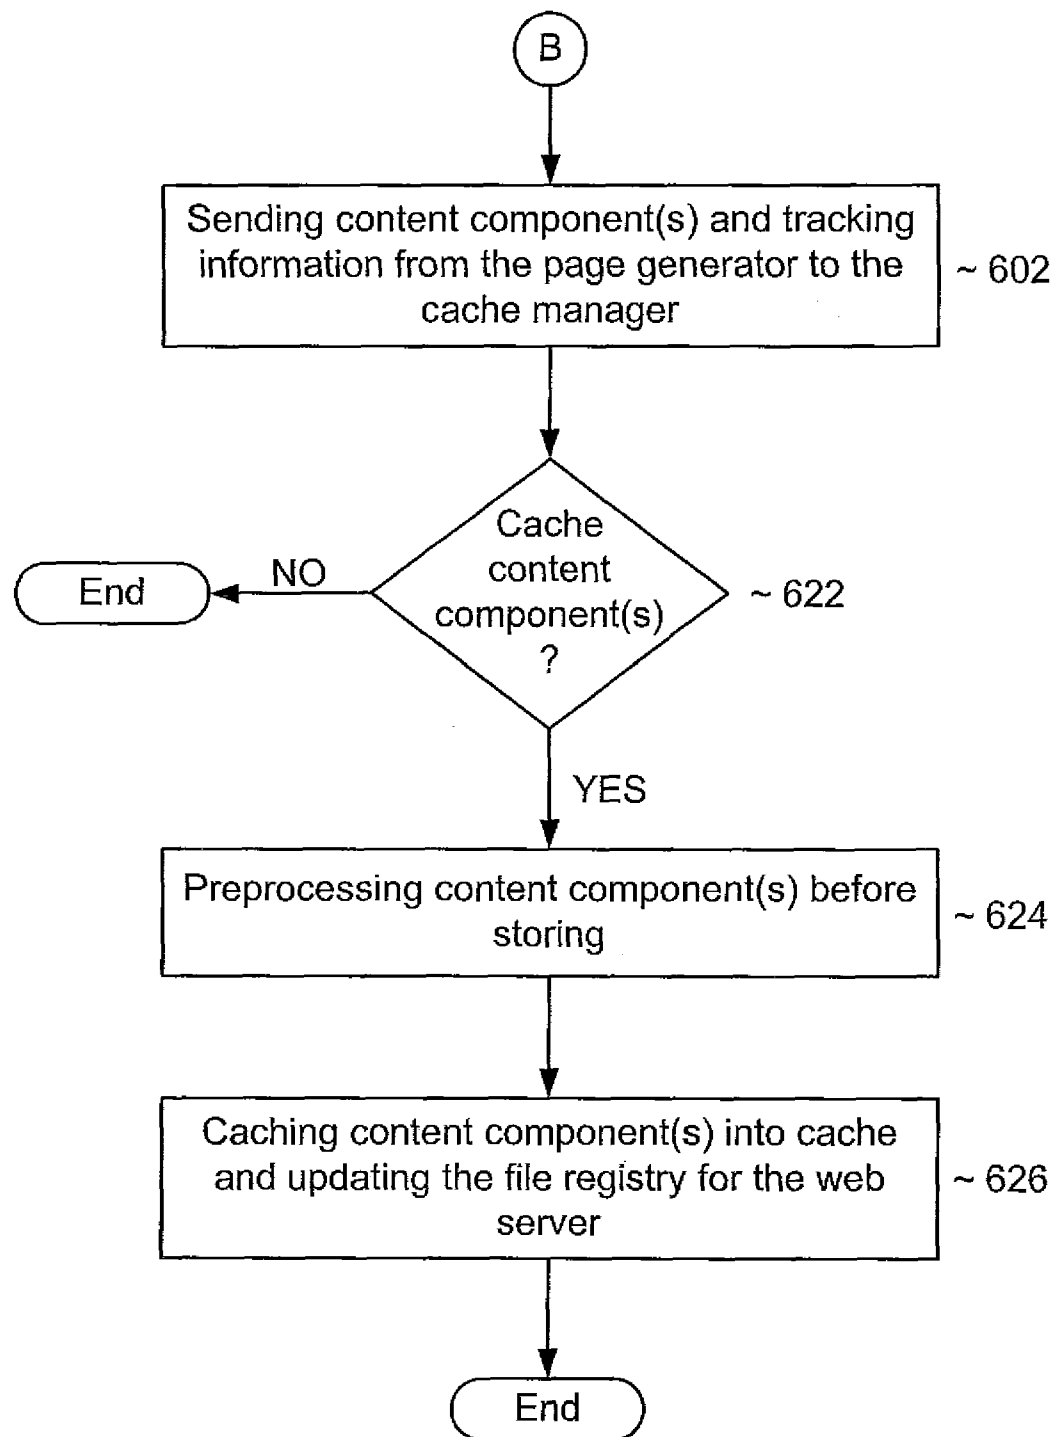 B
Sending content component(s) and tracking
information from the page generator to the
cache manager
~ 602
Cache
content
component(s)
?
~ 622
NO
End
YES
Preprocessing content component(s) before
storing
~ 624
Caching content component(s) into cache
and updating the file registry for the web
server
~ 626
End